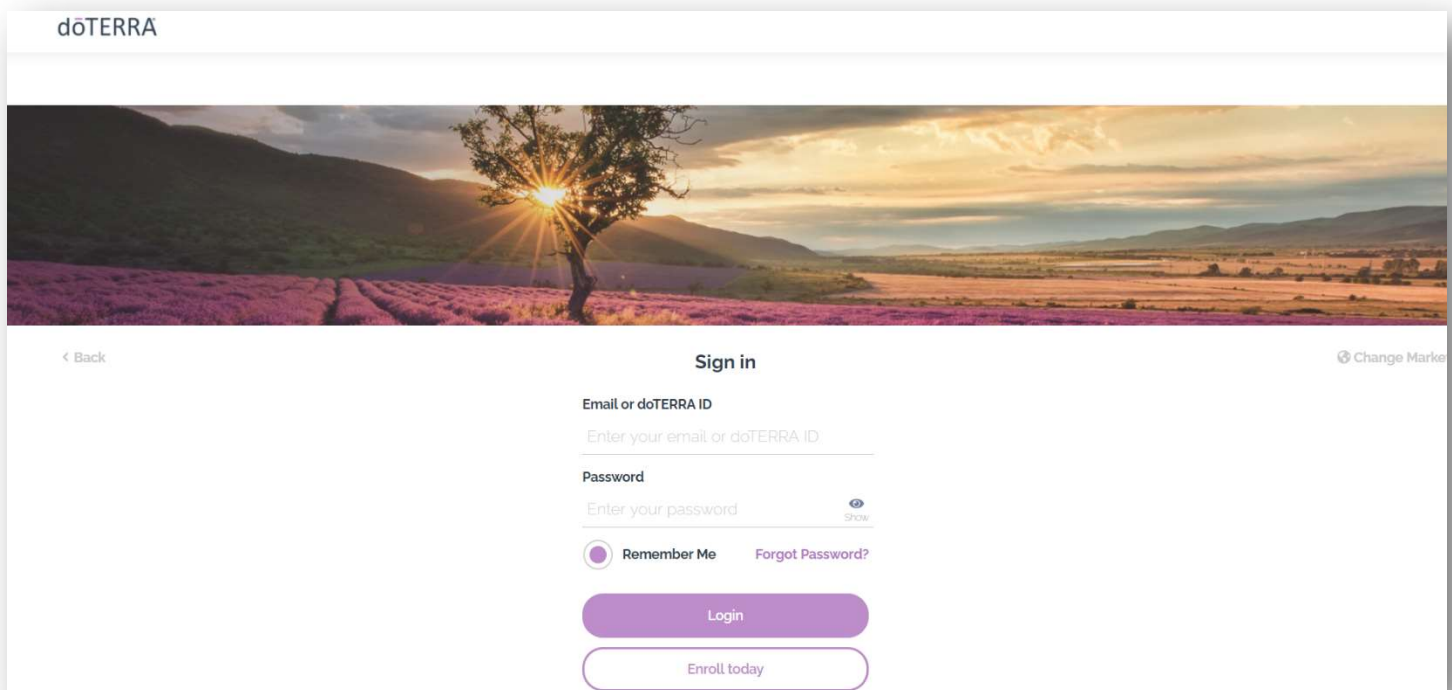 dōTERRA
< Back
Sign in
Change Marke
Email or doTERRA ID
Enter your email or doTERRA ID
Password
Enter your password
Show
Remember Me
Forgot Password?
Login
Enroll today